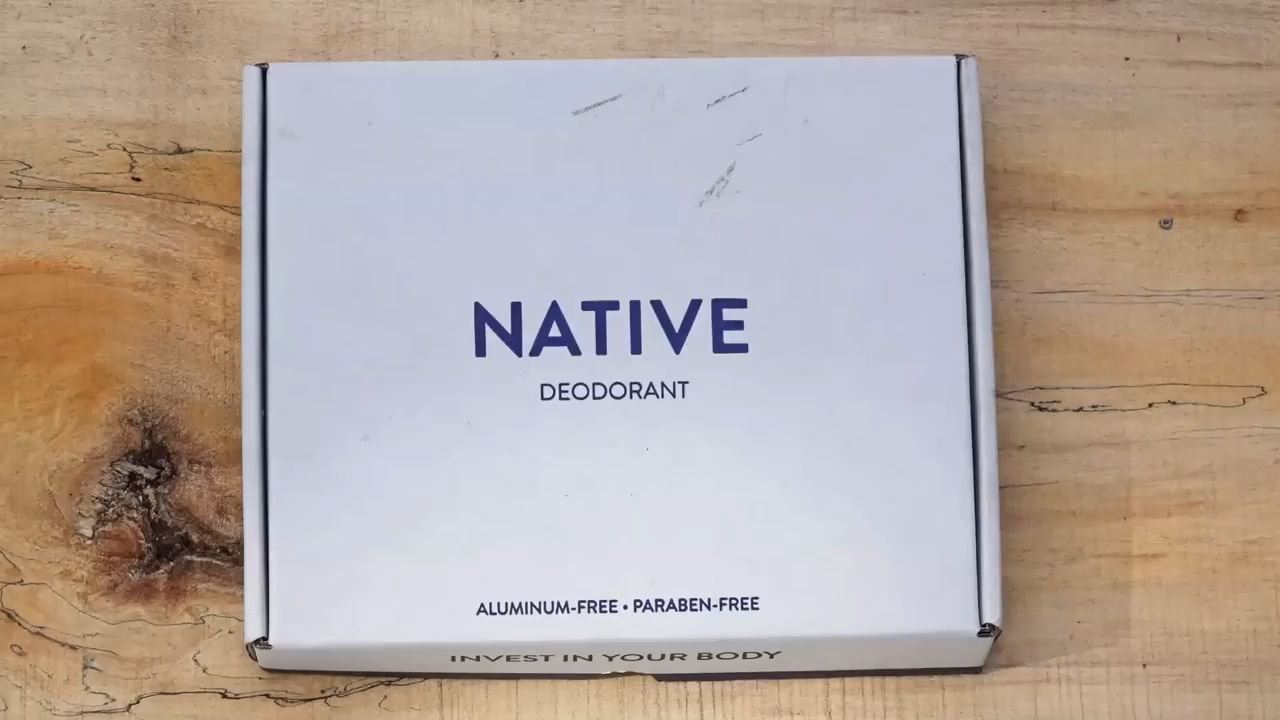 NATIVE
DEODORANT
ALUMINUM-FREE • PARABEN-FREE
INVEST IN YOUR BODY